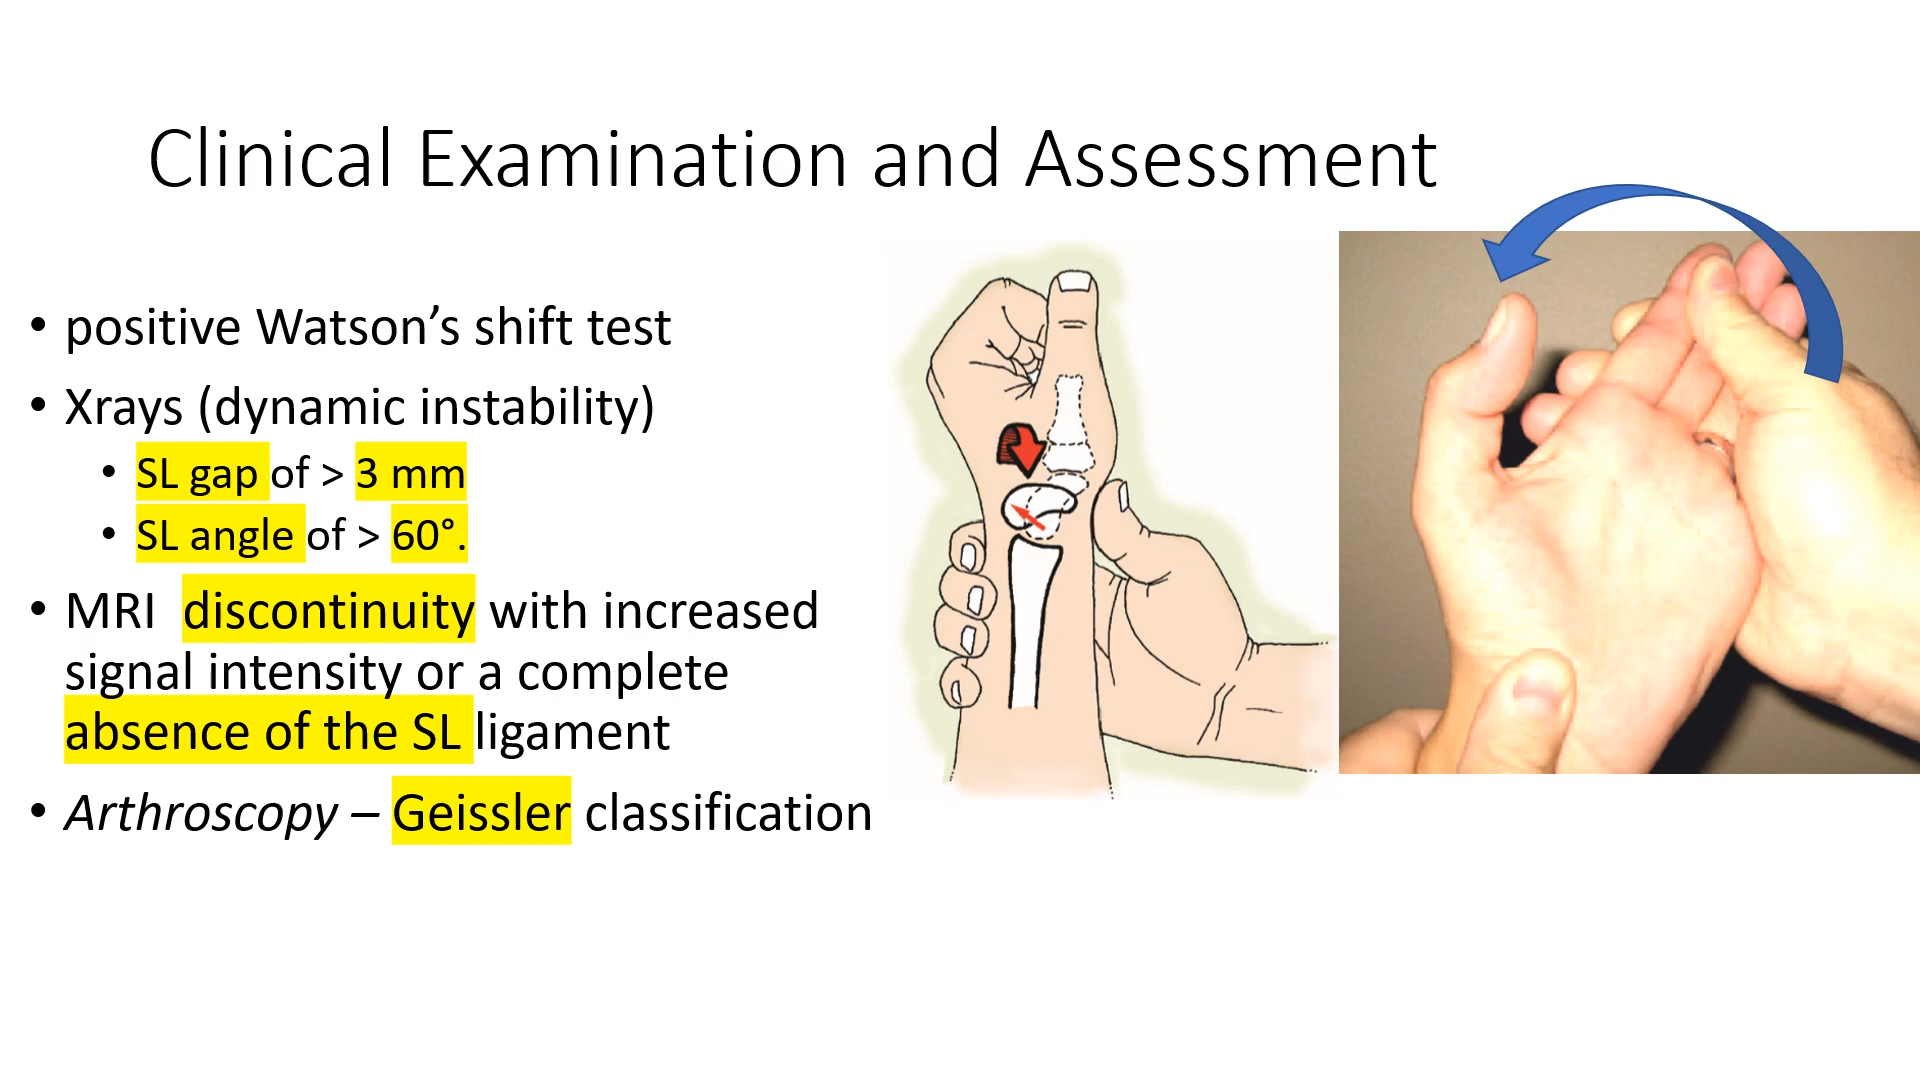 Clinical Examination and Assessment
• positive Watson’s shift test
• Xrays (dynamic instability)
• SL gap of > 3 mm
• SL angle of > 60°.
• MRI  discontinuity with increased
signal intensity or a complete
absence of the SL ligament
• Arthroscopy – Geissler classification